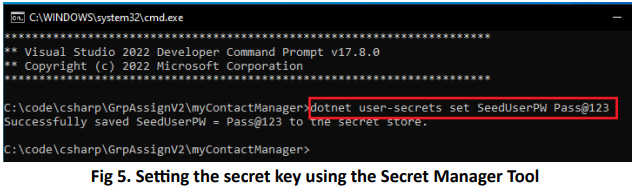 C:\WINDOWS\system32\cmd.exe
**********************************************************************
** Visual Studio 2022 Developer Command Prompt v17.8.0
** Copyright (c) 2022 Microsoft Corporation
**********************************************************************
C:\code\csharp\GrpAssignV2\myContactManager>dotnet user-secrets set SeedUserPW Pass@123
Successfully saved SeedUserPW = Pass@123 to the secret store.
C:\code\csharp\GrpAssignV2\myContactManager>
Fig 5. Setting the secret key using the Secret Manager Tool